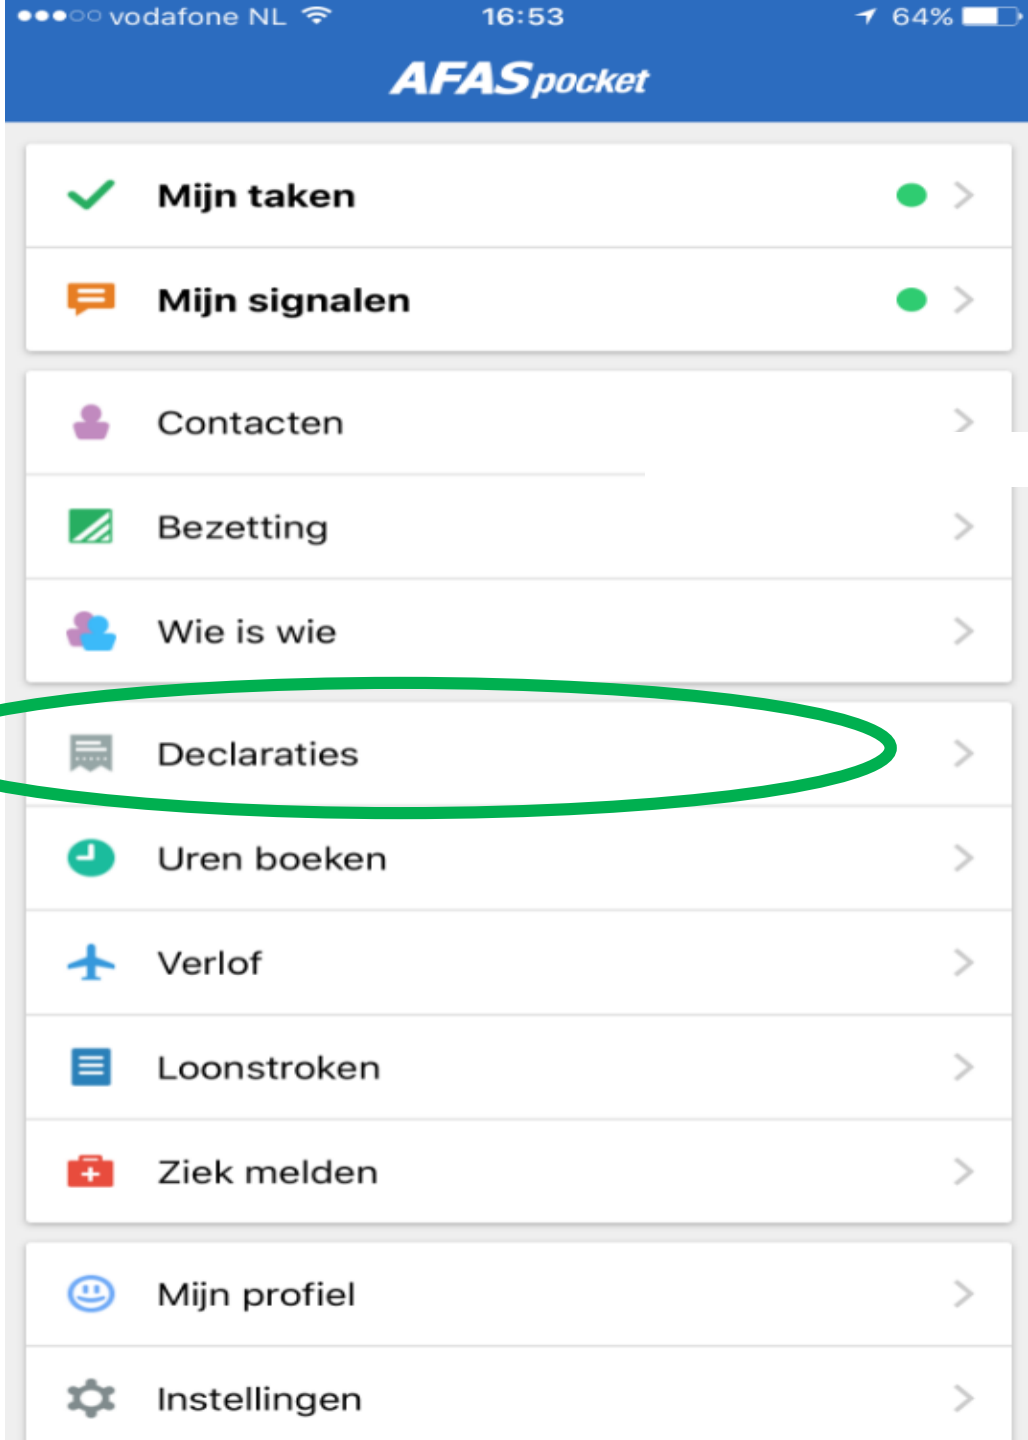 vodafone NL 16:53 64%
AFAS pocket
Mijn taken
Mijn signalen
Contacten
Bezetting
Wie is wie
Declaraties
Uren boeken
Verlof
Loonstroken
Ziek melden
Mijn profiel
Instellingen